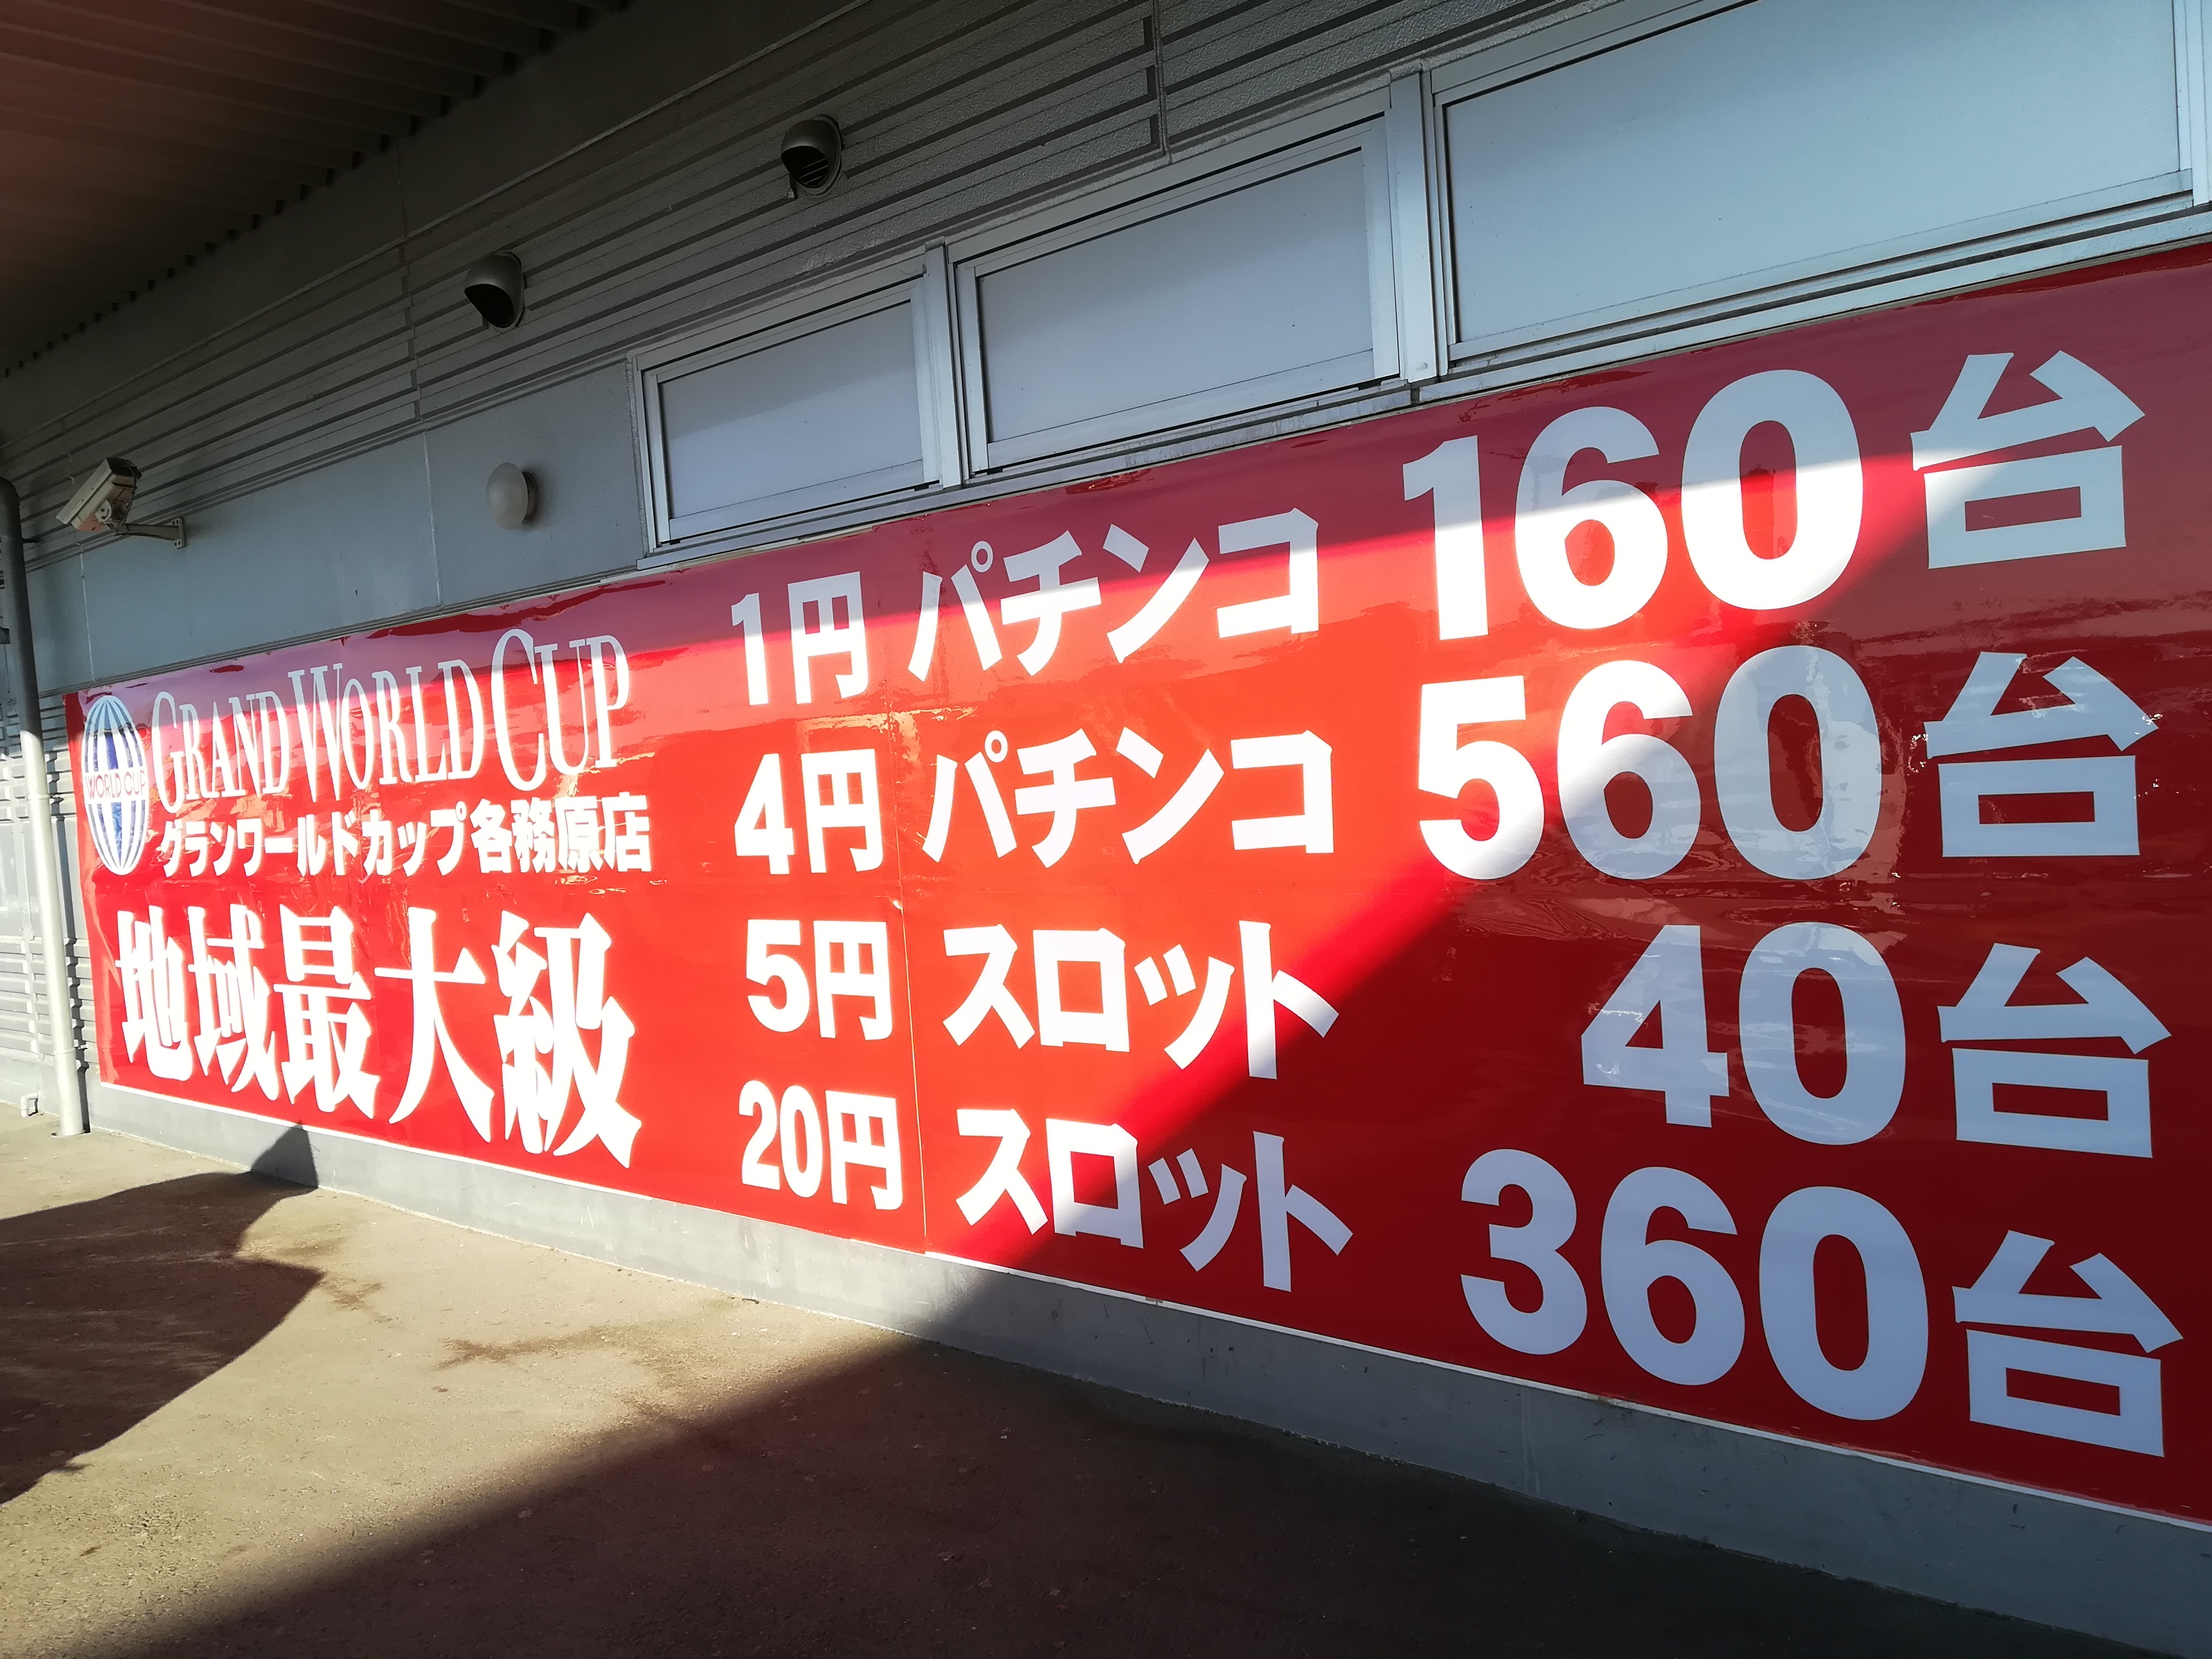 WORLD CUP
GRAND WORLD CUP
グランワールドカップ各務原店
地域最大級
1円 パチンコ 160台
4円 パチンコ 560台
5円 スロット 40台
20円 スロット 360台